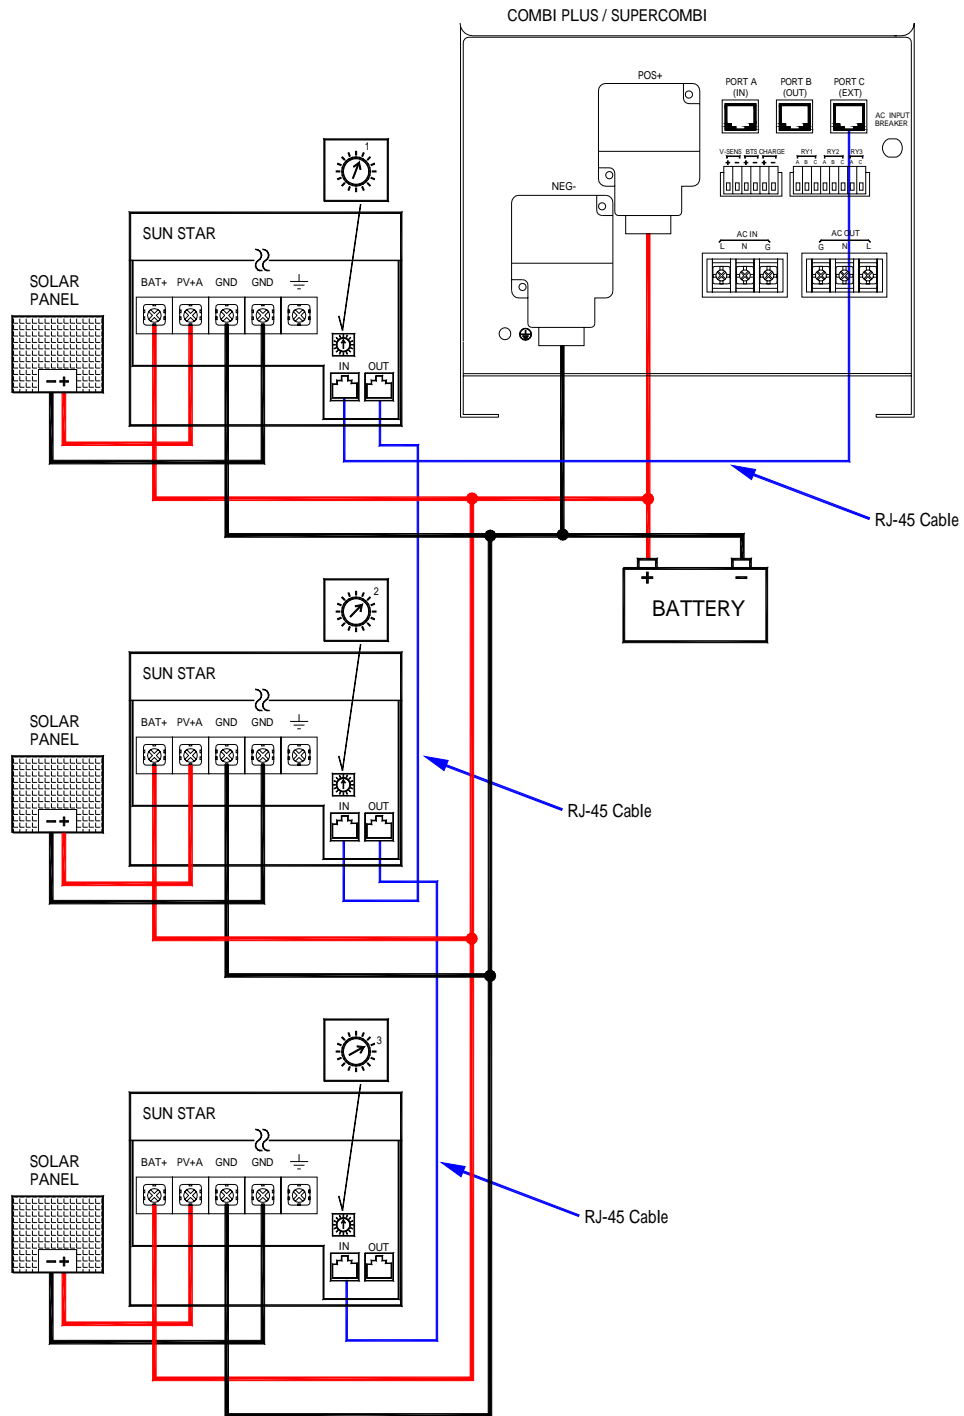 COMBI PLUS / SUPERCOMBI
POS+
PORT A
(IN)
PORT B
(OUT)
PORT C
(EXT)
AC INPUT
BREAKER
V-SENS BTS CHARGE
+ - + - + -
RY1 RY2 RY3
A B C A B C A C
NEG-
AC IN
L N G
AC OUT
G N L
1
SUN STAR
BAT+ PV+A GND GND
SOLAR
PANEL
- +
IN OUT
RJ-45 Cable
+ -
BATTERY
2
SUN STAR
BAT+ PV+A GND GND
SOLAR
PANEL
- +
IN OUT
RJ-45 Cable
3
SUN STAR
BAT+ PV+A GND GND
SOLAR
PANEL
- +
IN OUT
RJ-45 Cable